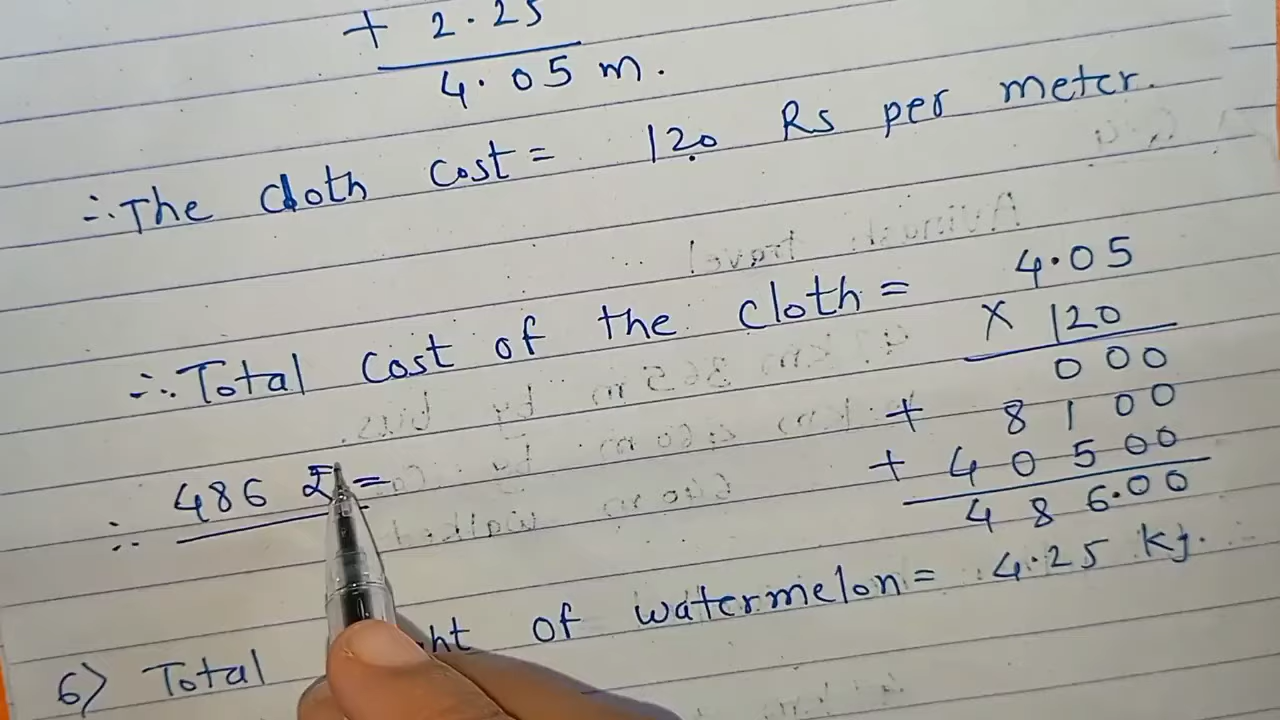 + 2.25
4.05 m.
∴ The cloth cost = 120 Rs per meter.
∴ Total cost of the cloth = 4.05
× 120
000
+ 8100
+ 40500
486.00
∴ 486 ₹ =
6) Total of watermelon = 4.25 kg.